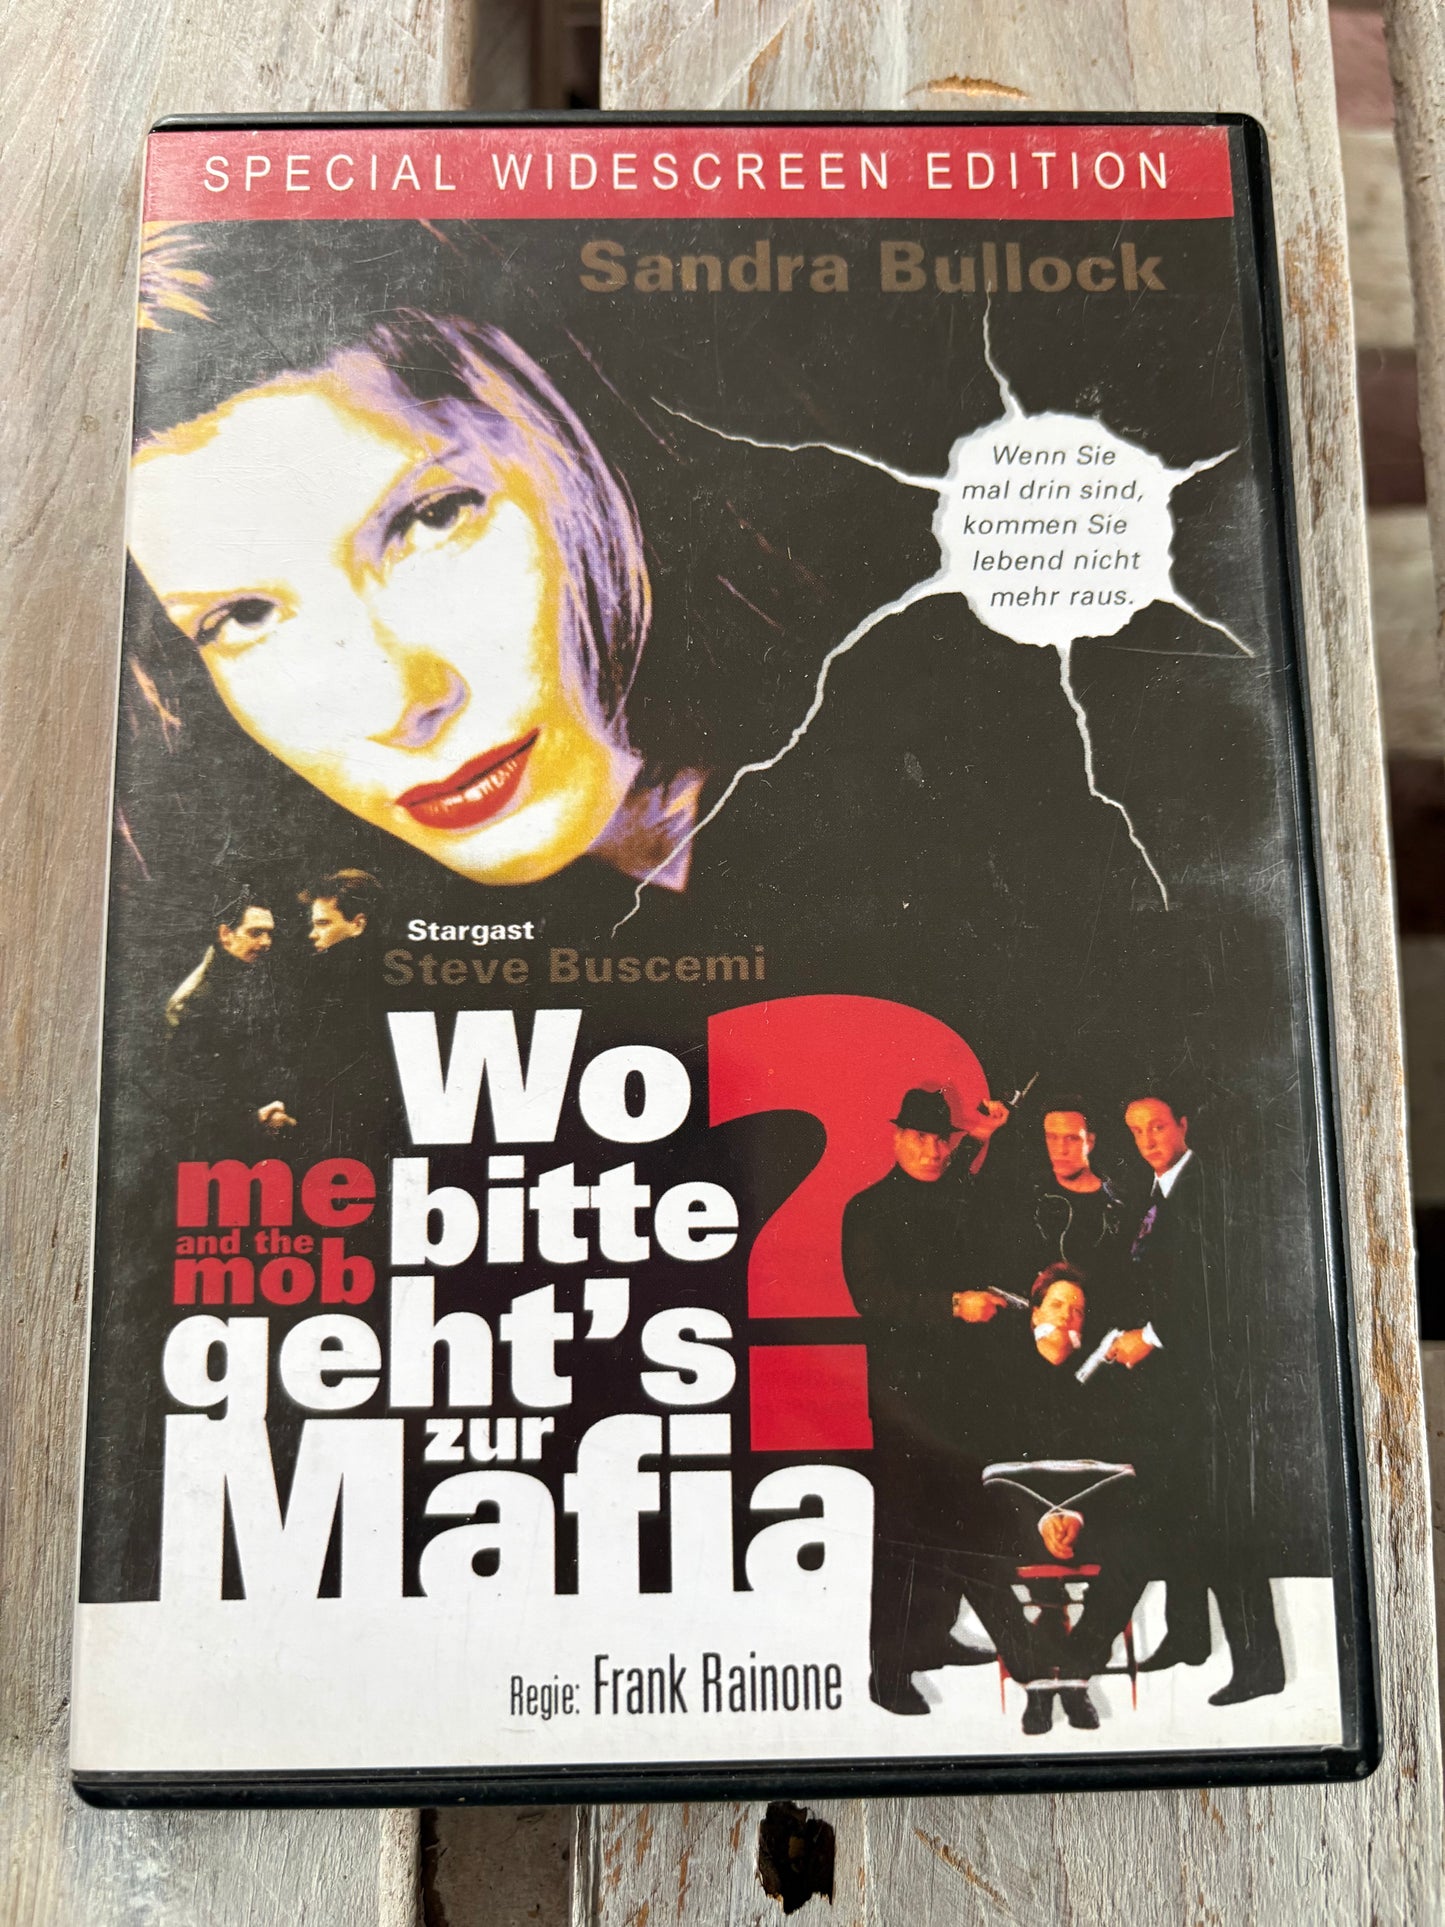 SPECIAL WIDESCREEN EDITION
Sandra Bullock
Wenn Sie
mal drin sind,
kommen Sie
lebend nicht
mehr raus.
Stargast
Steve Buscemi
Wo
bitte
geht's
zur
Mafia?
me
and the
mob
Regie: Frank Rainone